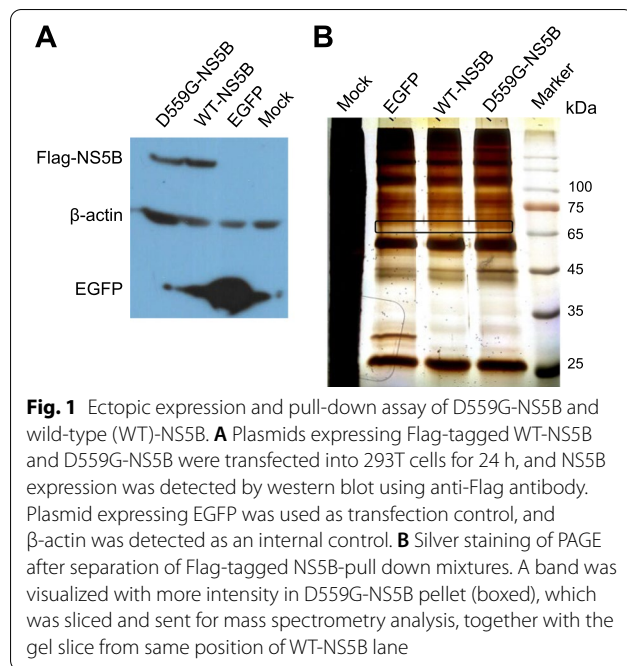 A
D559G-NS5B
WT-NS5B
EGFP
Mock
Flag-NS5B
β-actin
EGFP
B
Mock
EGFP
WT-NS5B
D559G-NS5B
Marker
kDa
100
75
65
45
35
25
Fig. 1 Ectopic expression and pull-down assay of D559G-NS5B and
wild-type (WT)-NS5B. A Plasmids expressing Flag-tagged WT-NS5B
and D559G-NS5B were transfected into 293T cells for 24 h, and NS5B
expression was detected by western blot using anti-Flag antibody.
Plasmid expressing EGFP was used as transfection control, and
β-actin was detected as an internal control. B Silver staining of PAGE
after separation of Flag-tagged NS5B-pull down mixtures. A band was
visualized with more intensity in D559G-NS5B pellet (boxed), which
was sliced and sent for mass spectrometry analysis, together with the
gel slice from same position of WT-NS5B lane